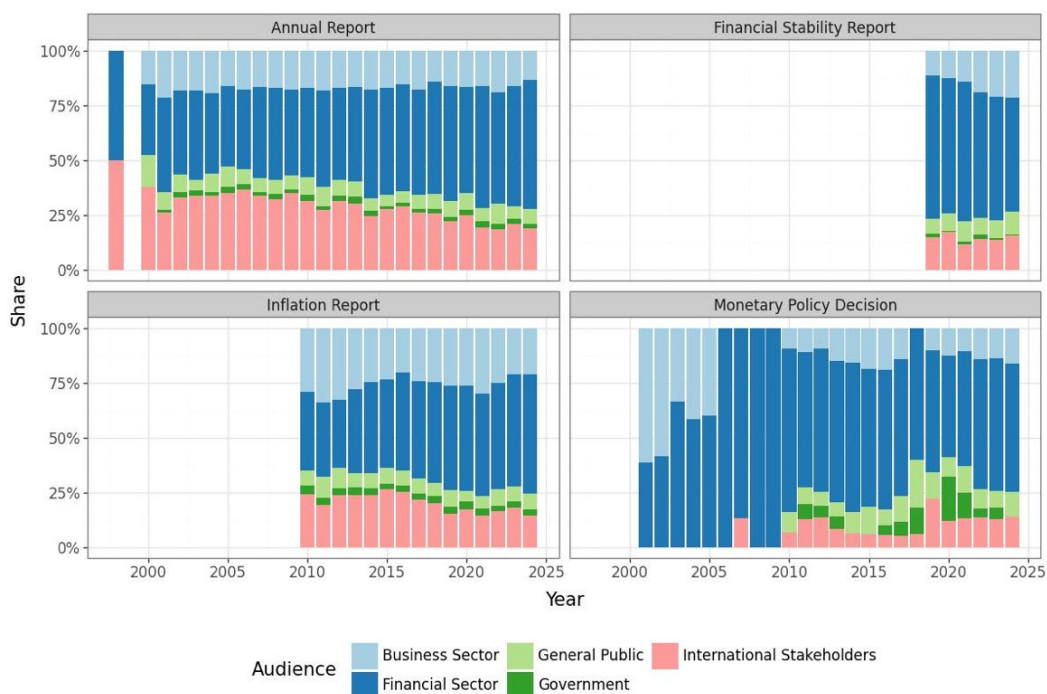 Annual Report
Financial Stability Report
100%
75%
50%
25%
0%
Inflation Report
Monetary Policy Decision
100%
75%
50%
25%
0%
2000 2005 2010 2015 2020 2025
2000 2005 2010 2015 2020 2025
Share
Year
Audience
Business Sector
General Public
International Stakeholders
Financial Sector
Government